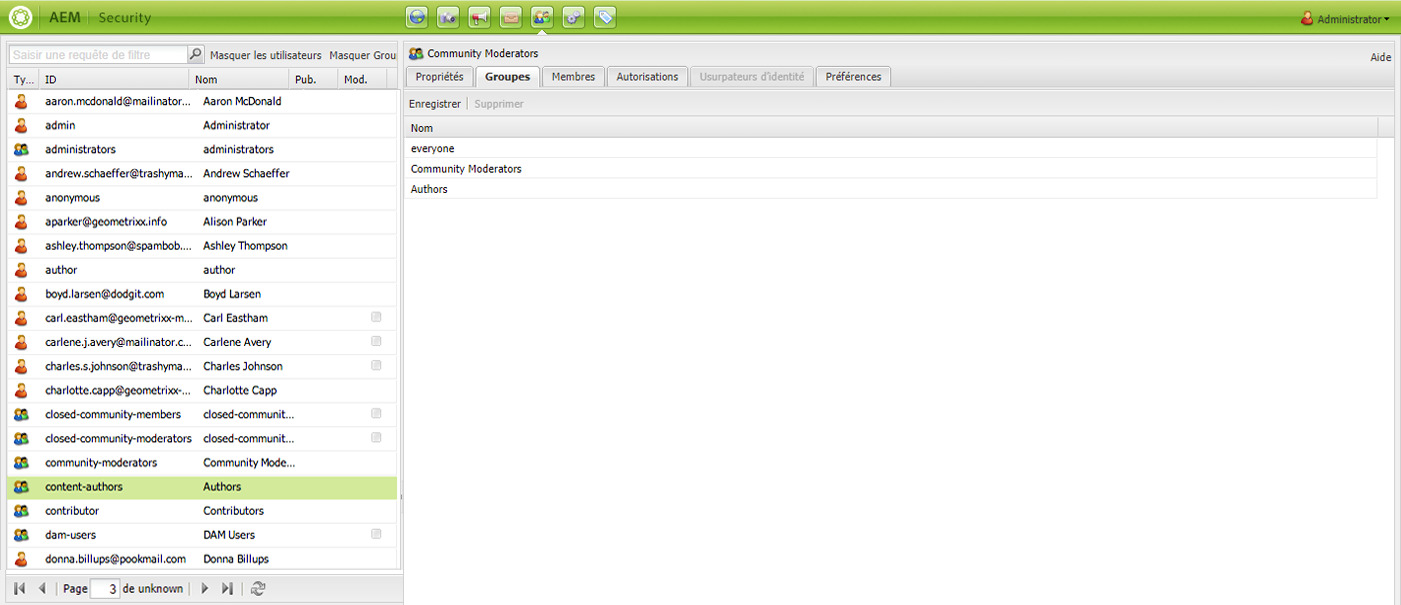 AEM Security Administrator
Saisir une requête de filtre Masquer les utilisateurs Masquer Grou
Ty... ID Nom Pub. Mod.
aaron.mcdonald@mailinator... Aaron McDonald
admin Administrator
administrators administrators
andrew.schaeffer@trashyma... Andrew Schaeffer
anonymous anonymous
aparker@geometrixx.info Alison Parker
ashley.thompson@spambob.... Ashley Thompson
author author
boyd.larsen@dodgit.com Boyd Larsen
carl.eastham@geometrixx-m... Carl Eastham
carlene.j.avery@mailinator.c... Carlene Avery
charles.s.johnson@trashyma... Charles Johnson
charlotte.capp@geometrixx-... Charlotte Capp
closed-community-members closed-communit...
closed-community-moderators closed-communit...
community-moderators Community Mode...
content-authors Authors
contributor Contributors
dam-users DAM Users
donna.billups@pookmail.com Donna Billups
Page 3 de unknown
Community Moderators
Aide
Propriétés Groupes Membres Autorisations Usurpateurs d'identité Préférences
Enregistrer Supprimer
Nom
everyone
Community Moderators
Authors